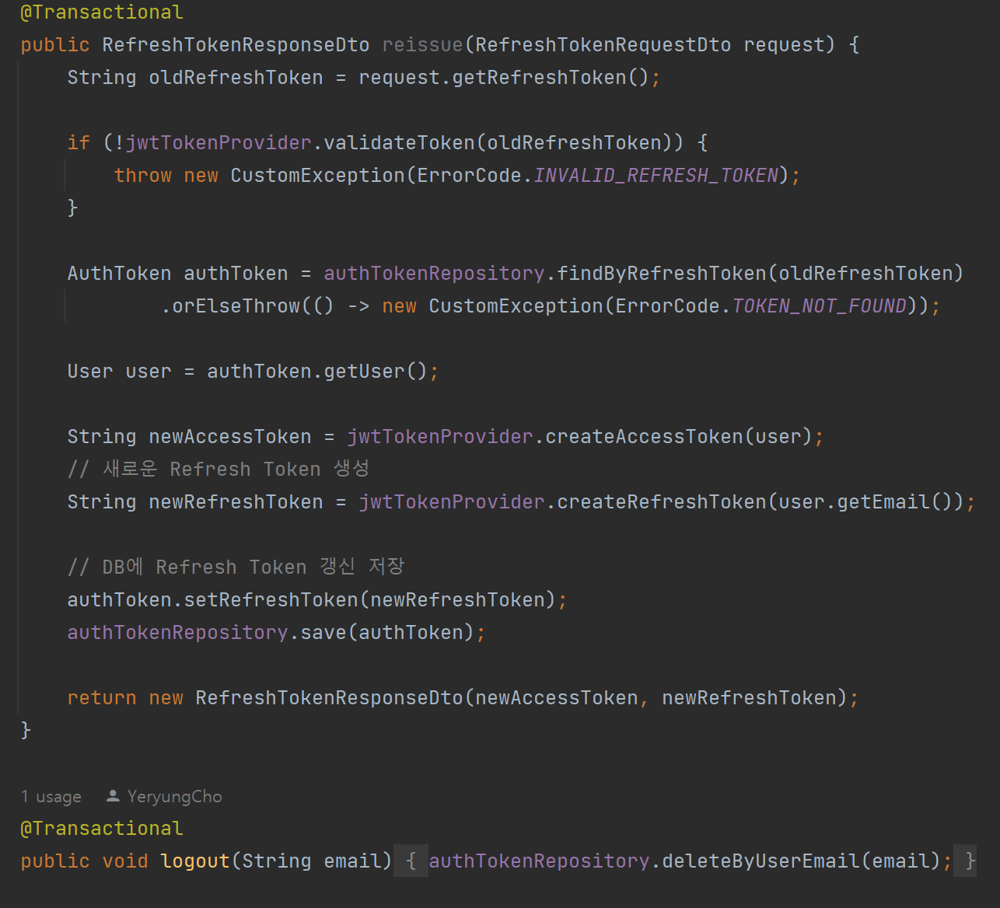 @Transactional
public RefreshTokenResponseDto reissue(RefreshTokenRequestDto request) {
String oldRefreshToken = request.getRefreshToken();
if (!jwtTokenProvider.validateToken(oldRefreshToken)) {
throw new CustomException(ErrorCode.INVALID_REFRESH_TOKEN);
}
AuthToken authToken = authTokenRepository.findByRefreshToken(oldRefreshToken)
.orElseThrow(() -> new CustomException(ErrorCode.TOKEN_NOT_FOUND));
User user = authToken.getUser();
String newAccessToken = jwtTokenProvider.createAccessToken(user);
// 새로운 Refresh Token 생성
String newRefreshToken = jwtTokenProvider.createRefreshToken(user.getEmail());
// DB에 Refresh Token 갱신 저장
authToken.setRefreshToken(newRefreshToken);
authTokenRepository.save(authToken);
return new RefreshTokenResponseDto(newAccessToken, newRefreshToken);
}
1 usage YeryungCho
@Transactional
public void logout(String email) { authTokenRepository.deleteByUserEmail(email); }